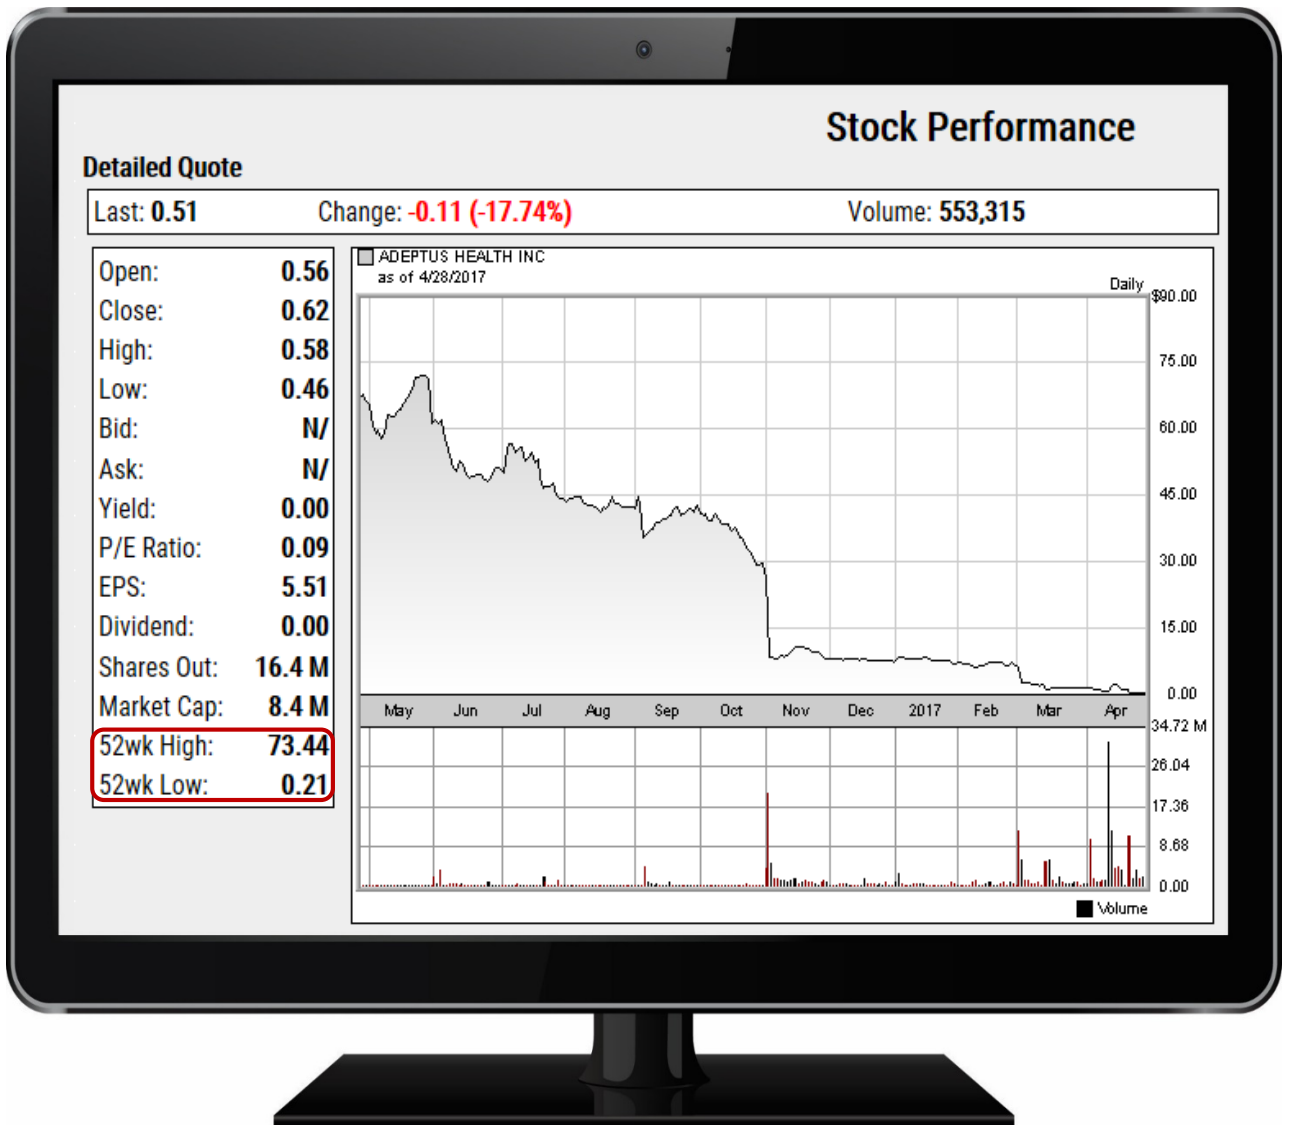 Stock Performance
Detailed Quote
Last: 0.51 Change: -0.11 (-17.74%) Volume: 553,315
Open: 0.56
Close: 0.62
High: 0.58
Low: 0.46
Bid: N/
Ask: N/
Yield: 0.00
P/E Ratio: 0.09
EPS: 5.51
Dividend: 0.00
Shares Out: 16.4 M
Market Cap: 8.4 M
52wk High: 73.44
52wk Low: 0.21
ADEPTUS HEALTH INC
as of 4/28/2017
Daily
$90.00
75.00
60.00
45.00
30.00
15.00
0.00
May Jun Jul Aug Sep Oct Nov Dec 2017 Feb Mar Apr
34.72 M
26.04
17.36
8.68
0.00
Volume